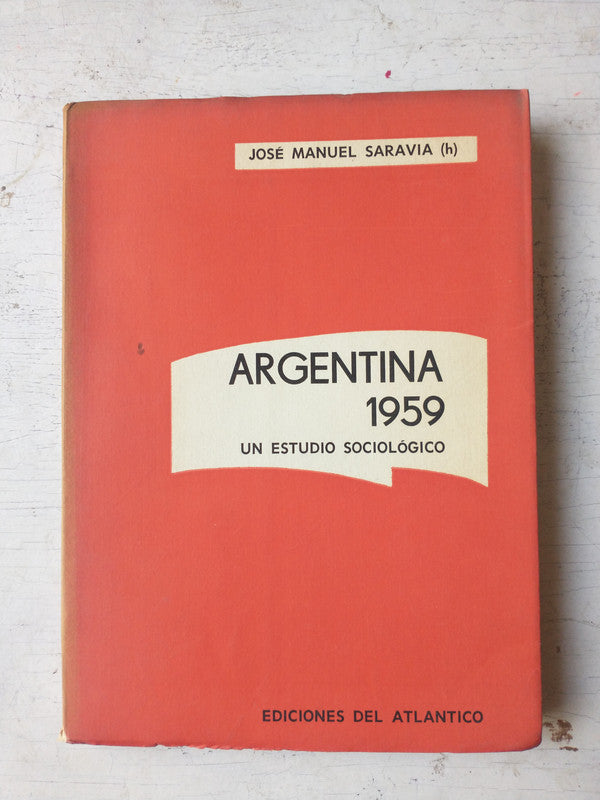 JOSÉ MANUEL SARAVIA (h)
ARGENTINA
1959
UN ESTUDIO SOCIOLÓGICO
EDICIONES DEL ATLANTICO